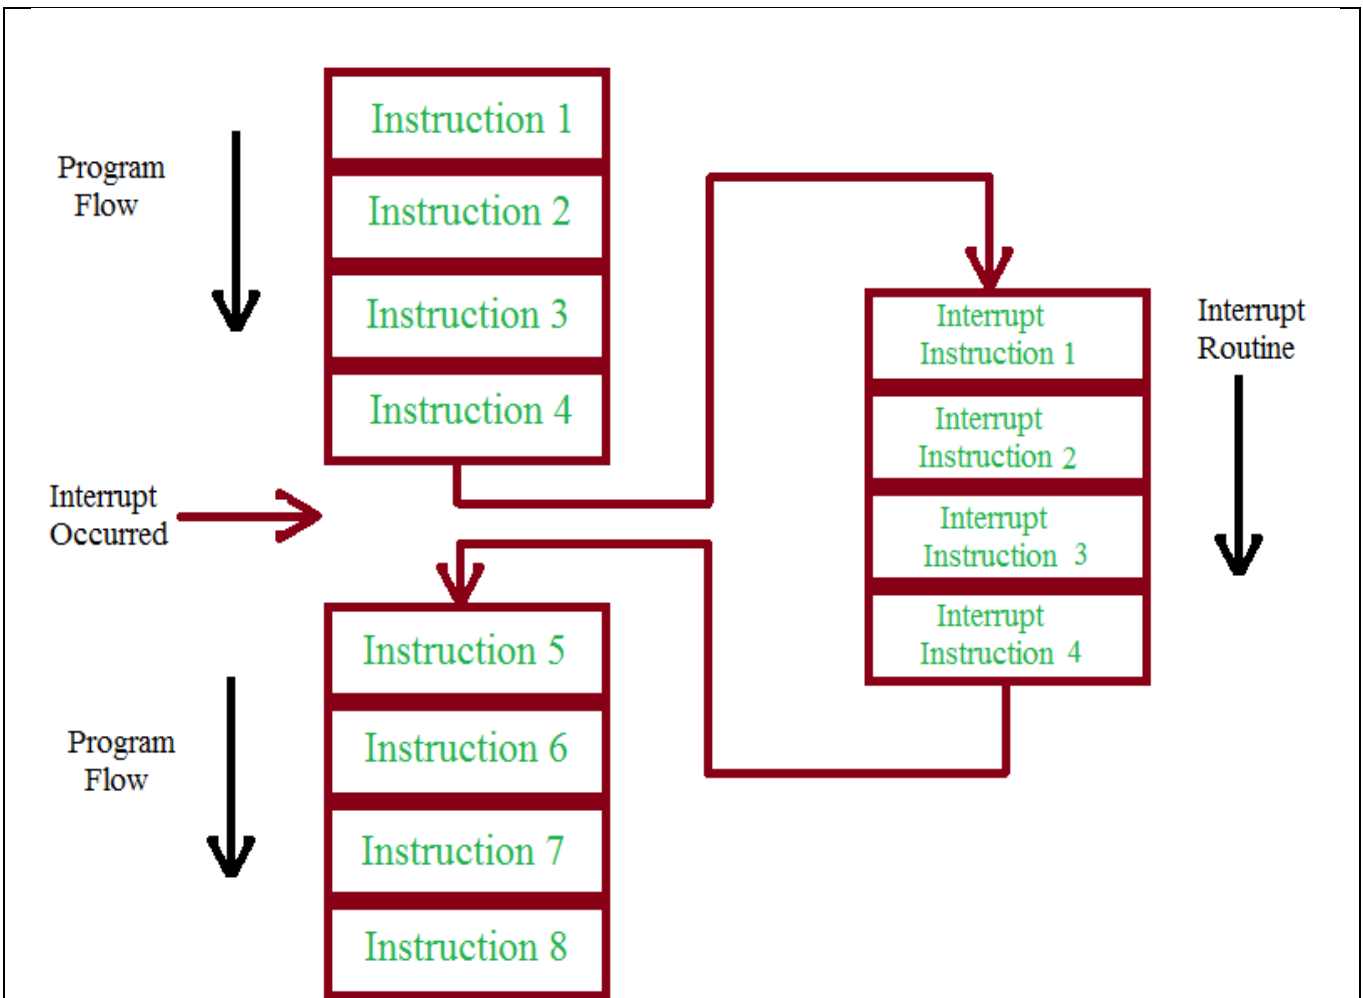 Program
Flow
Instruction 1
Instruction 2
Instruction 3
Instruction 4
Interrupt
Occurred
Interrupt
Instruction 1
Interrupt
Instruction 2
Interrupt
Instruction 3
Interrupt
Instruction 4
Interrupt
Routine
Program
Flow
Instruction 5
Instruction 6
Instruction 7
Instruction 8